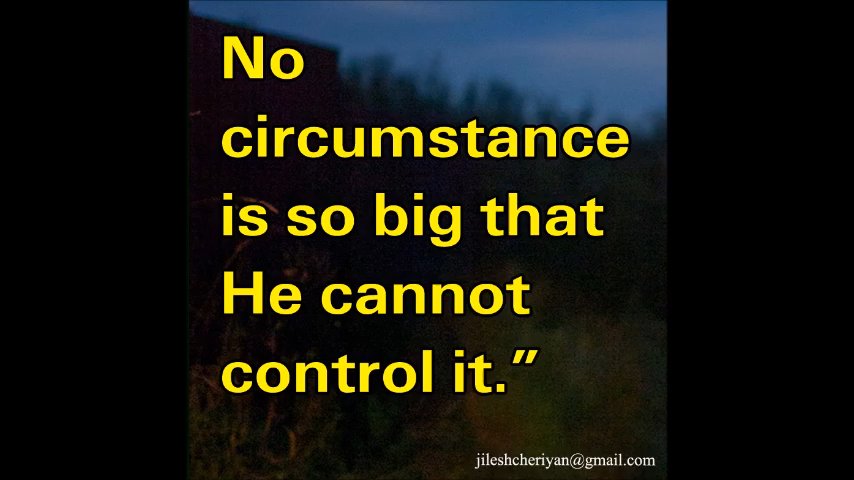 No
circumstance
is so big that
He cannot
control it.”
jileshcheriyan@gmail.com